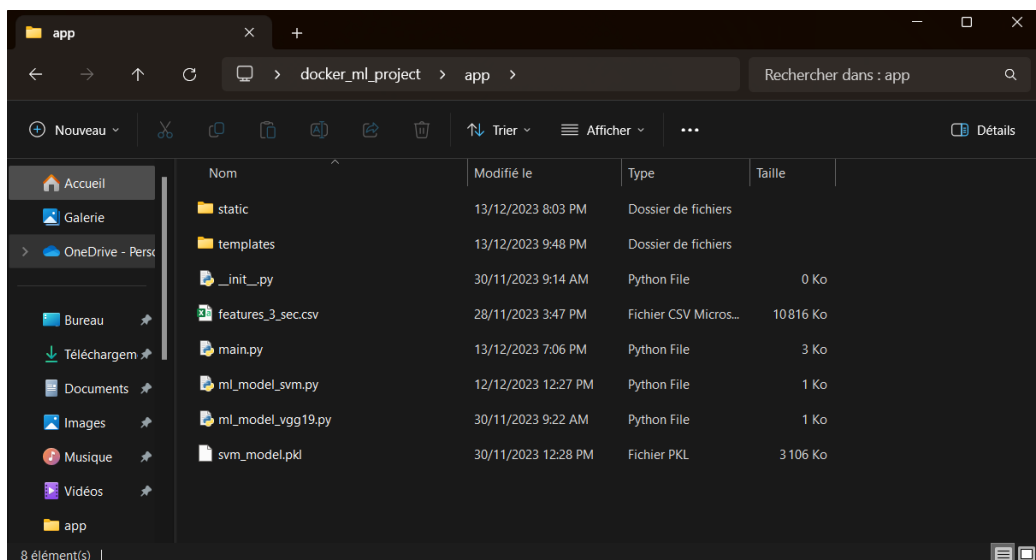 app
docker_ml_project > app >
Rechercher dans : app
Nouveau
Trier
Afficher
Détails
Nom Modifié le Type Taille
Accueil
Galerie
OneDrive - Perso
Bureau
Téléchargem
Documents
Images
Musique
Vidéos
app
static 13/12/2023 8:03 PM Dossier de fichiers
templates 13/12/2023 9:48 PM Dossier de fichiers
__init__.py 30/11/2023 9:14 AM Python File 0 Ko
features_3_sec.csv 28/11/2023 3:47 PM Fichier CSV Micros... 10 816 Ko
main.py 13/12/2023 7:06 PM Python File 3 Ko
ml_model_svm.py 12/12/2023 12:27 PM Python File 1 Ko
ml_model_vgg19.py 30/11/2023 9:22 AM Python File 1 Ko
svm_model.pkl 30/11/2023 12:28 PM Fichier PKL 3 106 Ko
8 élément(s)